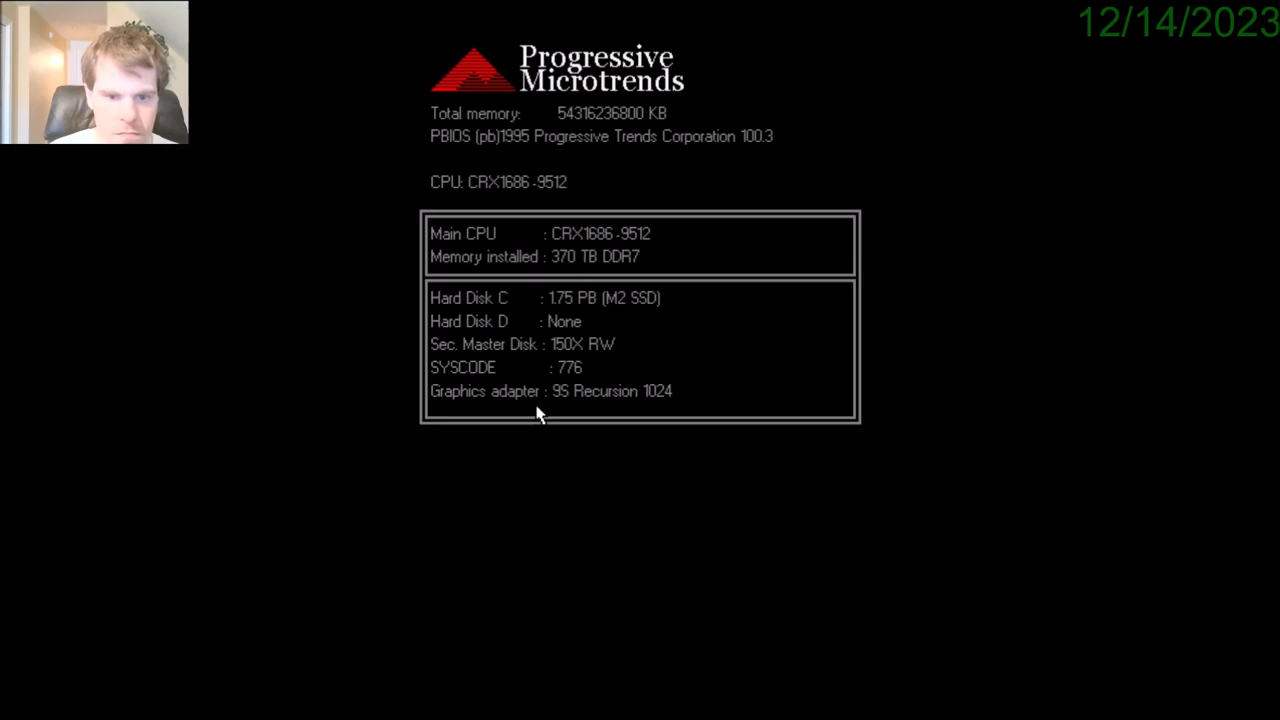 12/14/2023
Progressive
Microtrends
Total memory: 54316236800 KB
PBIOS (pb)1995 Progressive Trends Corporation 100.3
CPU: CRX1686-9512
Main CPU : CRX1686-9512
Memory installed : 370 TB DDR7
Hard Disk C : 1.75 PB (M2 SSD)
Hard Disk D : None
Sec. Master Disk : 150X RW
SYSCODE : 776
Graphics adapter : 9S Recursion 1024